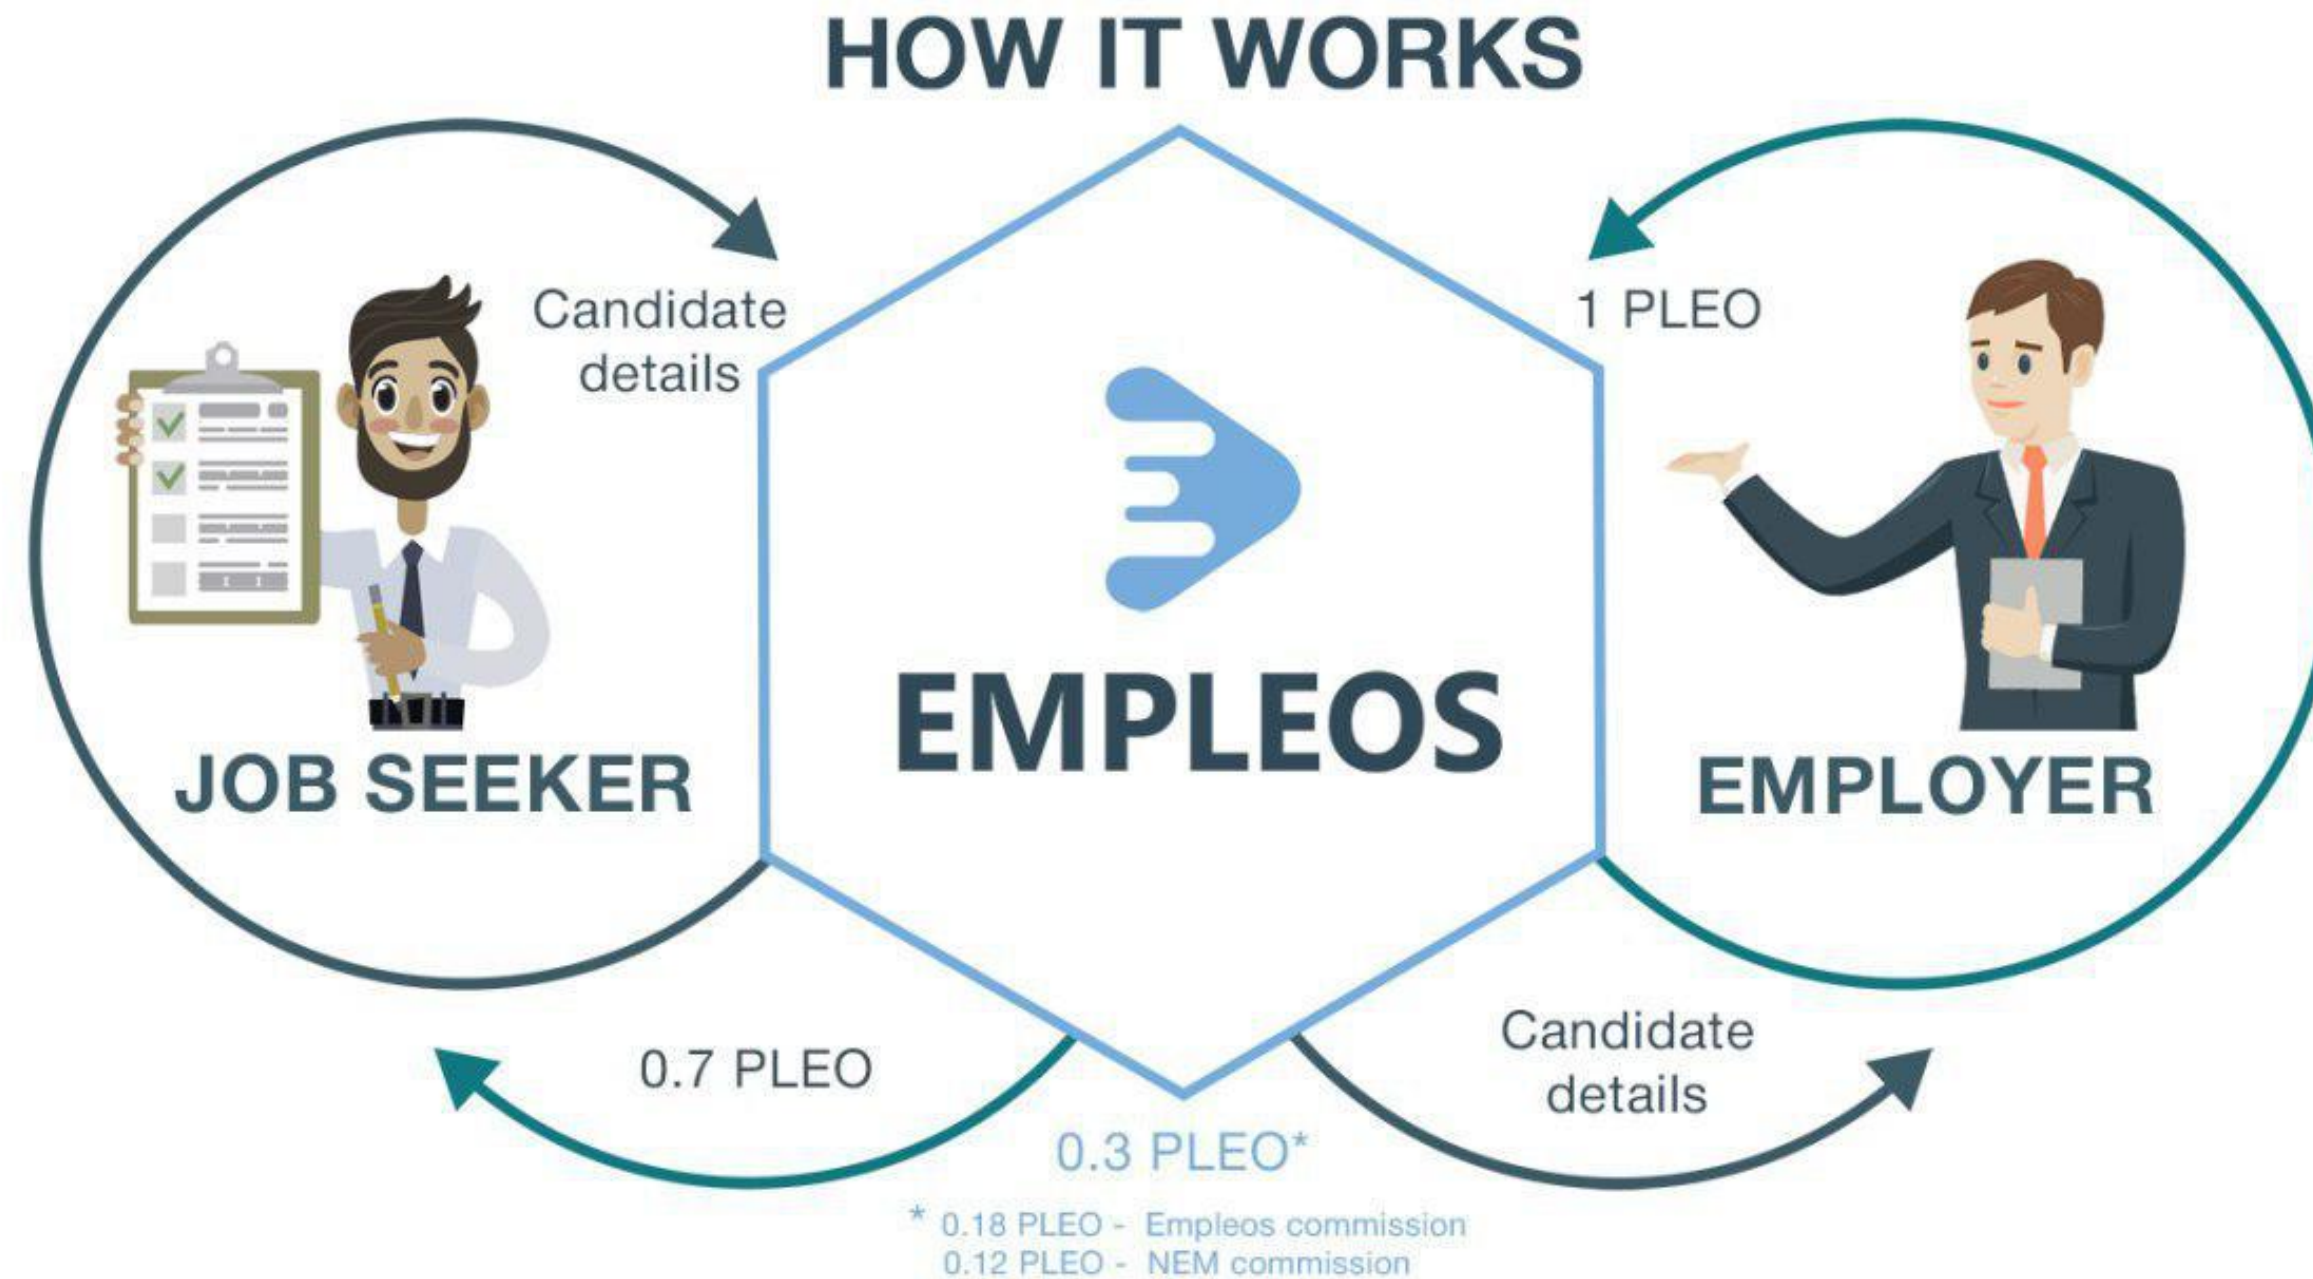 HOW IT WORKS
Candidate
details
1 PLEO
EMPLEOS
JOB SEEKER
EMPLOYER
0.7 PLEO
Candidate
details
0.3 PLEO*
* 0.18 PLEO - Empleos commission
0.12 PLEO - NEM commission